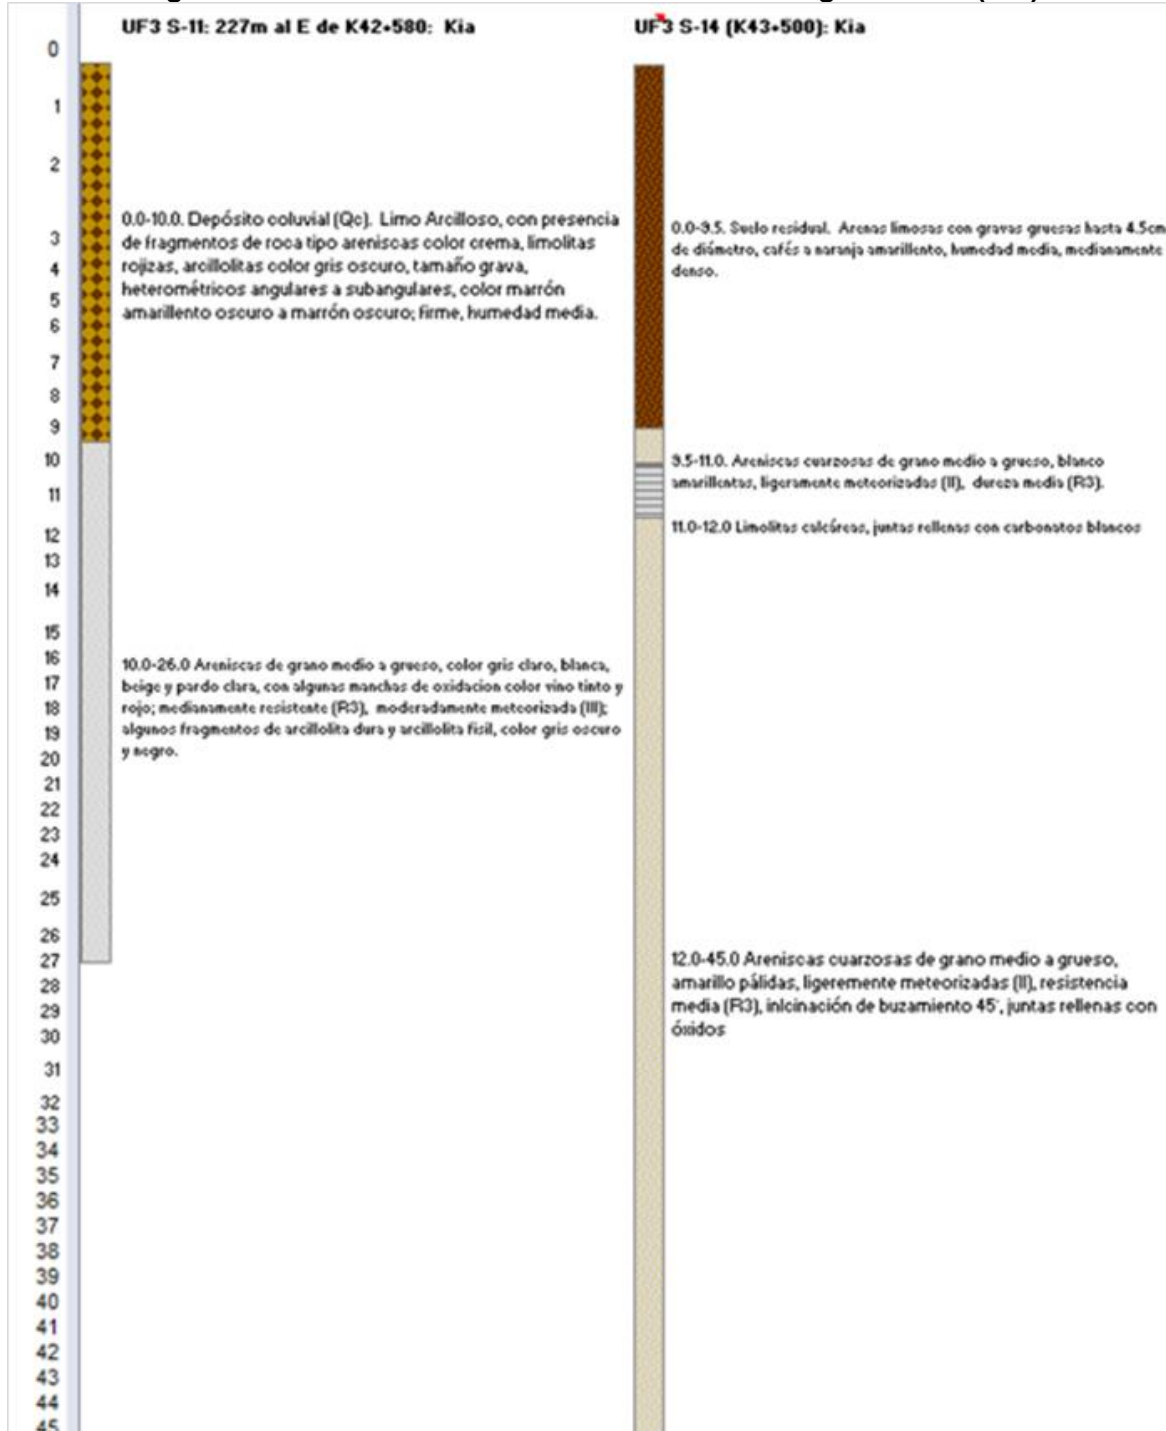 UF3 S-11: 227m al E de K42+580: Kia
UF3 S-14 (K43+500): Kia
0
1
2
3
4
5
6
7
8
9
10
11
12
13
14
15
16
17
18
19
20
21
22
23
24
25
26
27
28
29
30
31
32
33
34
35
36
37
38
39
40
41
42
43
44
45
0.0-10.0. Depósito coluvial (Qc). Limo Arcilloso, con presencia
de fragmentos de roca tipo areniscas color crema, limolitas
rojizas, arcillolitas color gris oscuro, tamaño grava,
heterométricos angulares a subangulares, color marrón
amarillento oscuro a marrón oscuro; firme, humedad media.
10.0-26.0 Areniscas de grano medio a grueso, color gris claro, blanca,
beige y pardo clara, con algunas manchas de oxidacion color vino tinto y
rojo; medianamente resistente (R3), moderadamente meteorizada (III);
algunos fragmentos de arcillolita dura y arcillolita fisil, color gris oscuro
y negro.
0.0-9.5. Suelo residual. Arenas limosas con gravas gruesas hasta 4.5cm
de diámetro, cafés a naranja amarillento, humedad media, medianamente
denso.
9.5-11.0. Areniscas cuarzosas de grano medio a grueso, blanco
amarillentas, ligeramente meteorizadas (II), dureza media (R3).
11.0-12.0 Limolitas calcáreas, juntas rellenas con carbonatos blancos
12.0-45.0 Areniscas cuarzosas de grano medio a grueso,
amarillo pálidas, ligeremente meteorizadas (II), resistencia
media (R3), inlcinación de buzamiento 45°, juntas rellenas con
óxidos